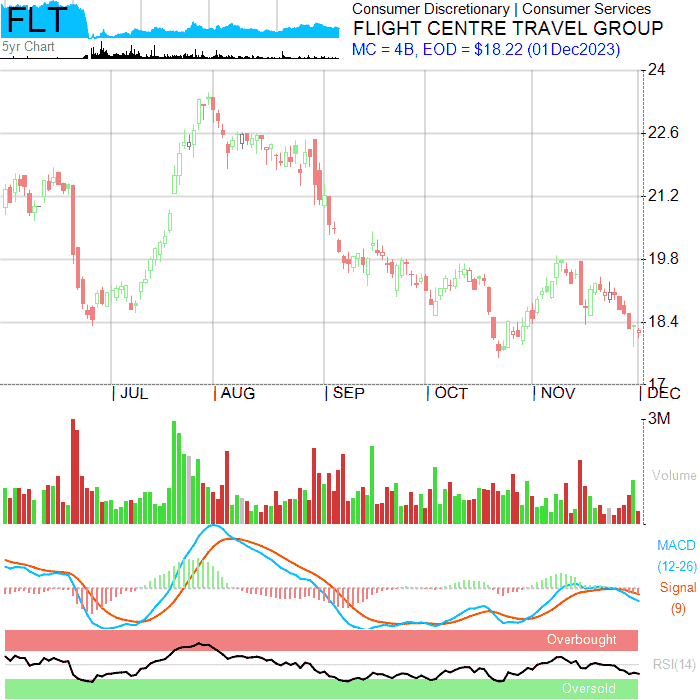 FLT
5yr Chart
Consumer Discretionary | Consumer Services
FLIGHT CENTRE TRAVEL GROUP
MC = 4B, EOD = $18.22 (01Dec2023)
24
22.6
21.2
19.8
18.4
17
JUL AUG SEP OCT NOV DEC
3M
Volume
MACD
(12-26)
Signal
(9)
Overbought
RSI(14)
Oversold